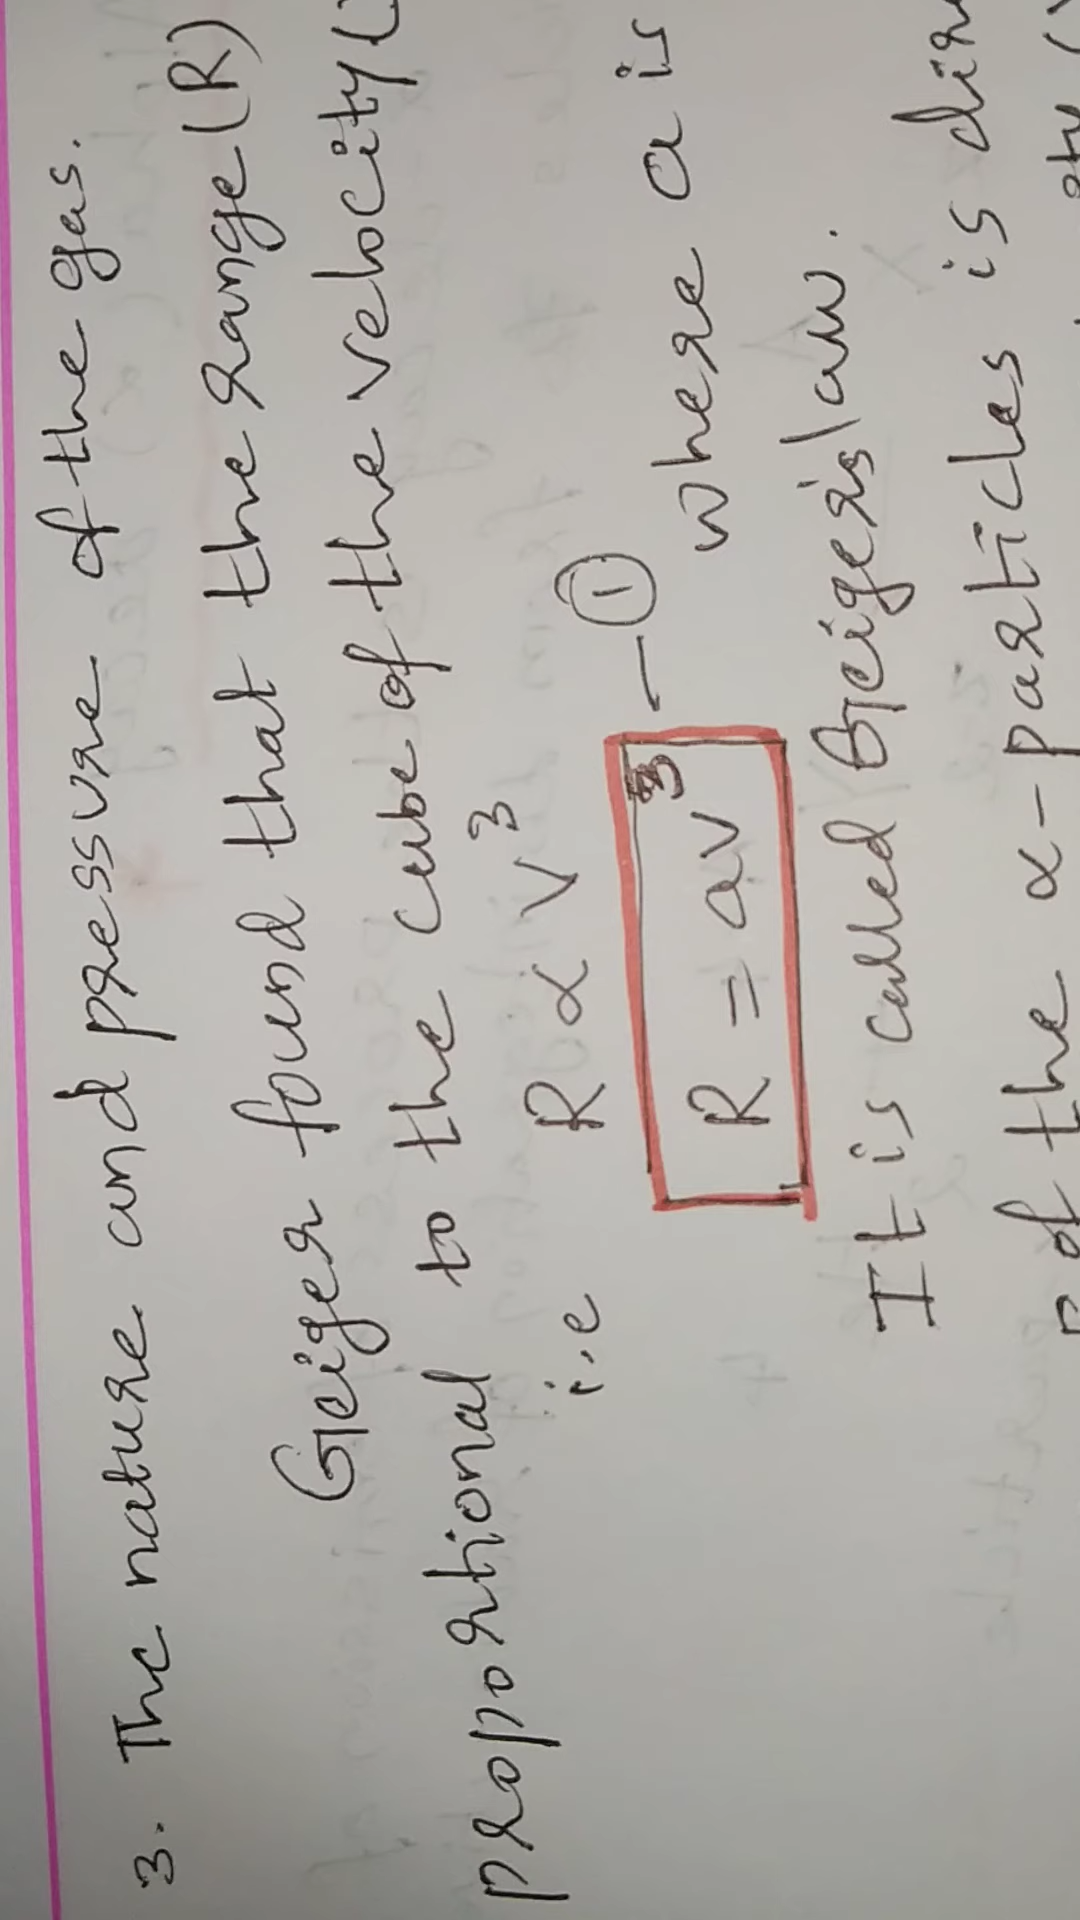 3. The nature and pressure of the gas.
Geiger found that the range (R)
proportional to the cube of the velocity (
i.e R ∝ V³
R = av³ — ① where a is
It is called Geiger's law.
of the α-particles is